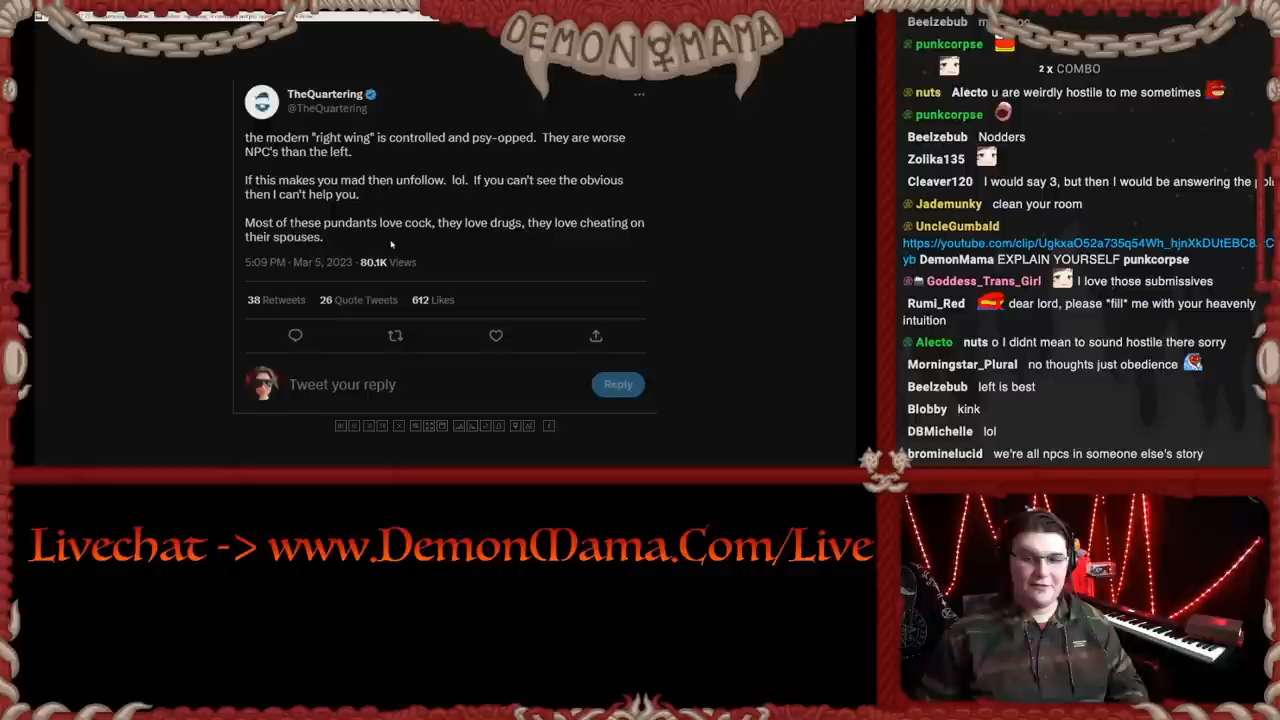 DEMON MAMA
TheQuartering
@TheQuartering
the modern "right wing" is controlled and psy-opped. They are worse
NPC's than the left.
If this makes you mad then unfollow. lol. If you can't see the obvious
then I can't help you.
Most of these pundants love cock, they love drugs, they love cheating on
their spouses.
5:09 PM · Mar 5, 2023 · 80.1K Views
38 Retweets 26 Quote Tweets 612 Likes
Tweet your reply
Reply
Livechat -> www.DemonMama.Com/Live
Beelzebub
punkcorpse
2 x COMBO
nuts Alecto u are weirdly hostile to me sometimes
punkcorpse
Beelzebub Nodders
Zolika135
Cleaver120 I would say 3, but then I would be answering the
Jademunky clean your room
UncleGumbald
https://youtube.com/clip/UgkxaO52a735q54Wh_hjnXkDUtEBC8
yb DemonMama EXPLAIN YOURSELF punkcorpse
Goddess_Trans_Girl I love those submissives
Rumi_Red dear lord, please *fill* me with your heavenly
intuition
Alecto nuts o I didnt mean to sound hostile there sorry
Morningstar_Plural no thoughts just obedience
Beelzebub left is best
Blobby kink
DBMichelle lol
brominelucid we're all npcs in someone else's story